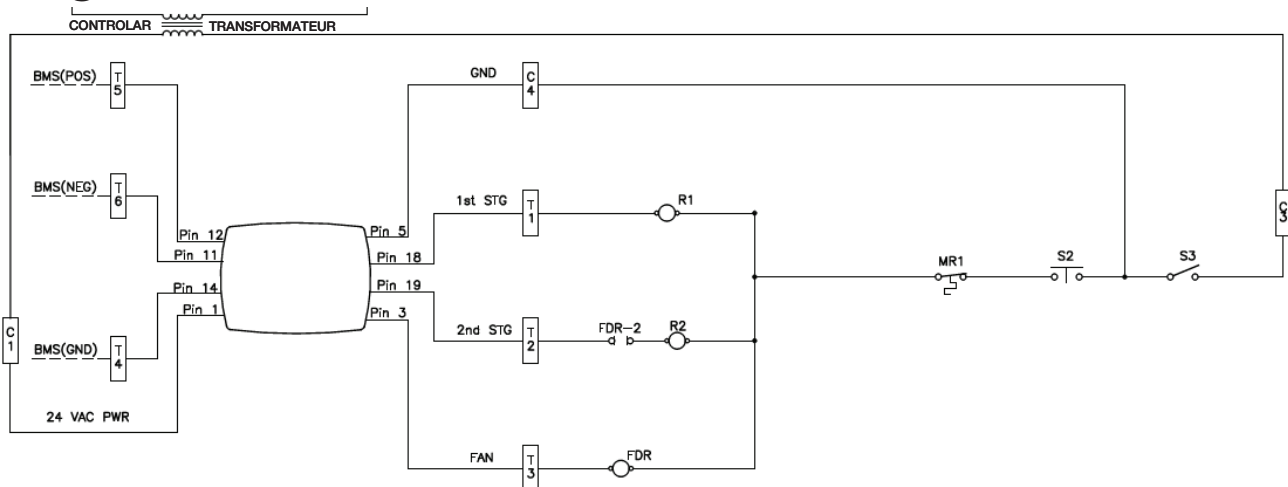 CONTROLAR TRANSFORMATEUR
BMS(POS)
T 5
GND
C 4
BMS(NEG)
T 6
1st STG
T 1
R1
C 3
Pin 12
Pin 5
Pin 11
Pin 18
MR1
S2
S3
Pin 14
Pin 19
Pin 1
Pin 3
C 1
BMS(GND)
T 4
2nd STG
T 2
FDR-2
R2
24 VAC PWR
FAN
T 3
FDR